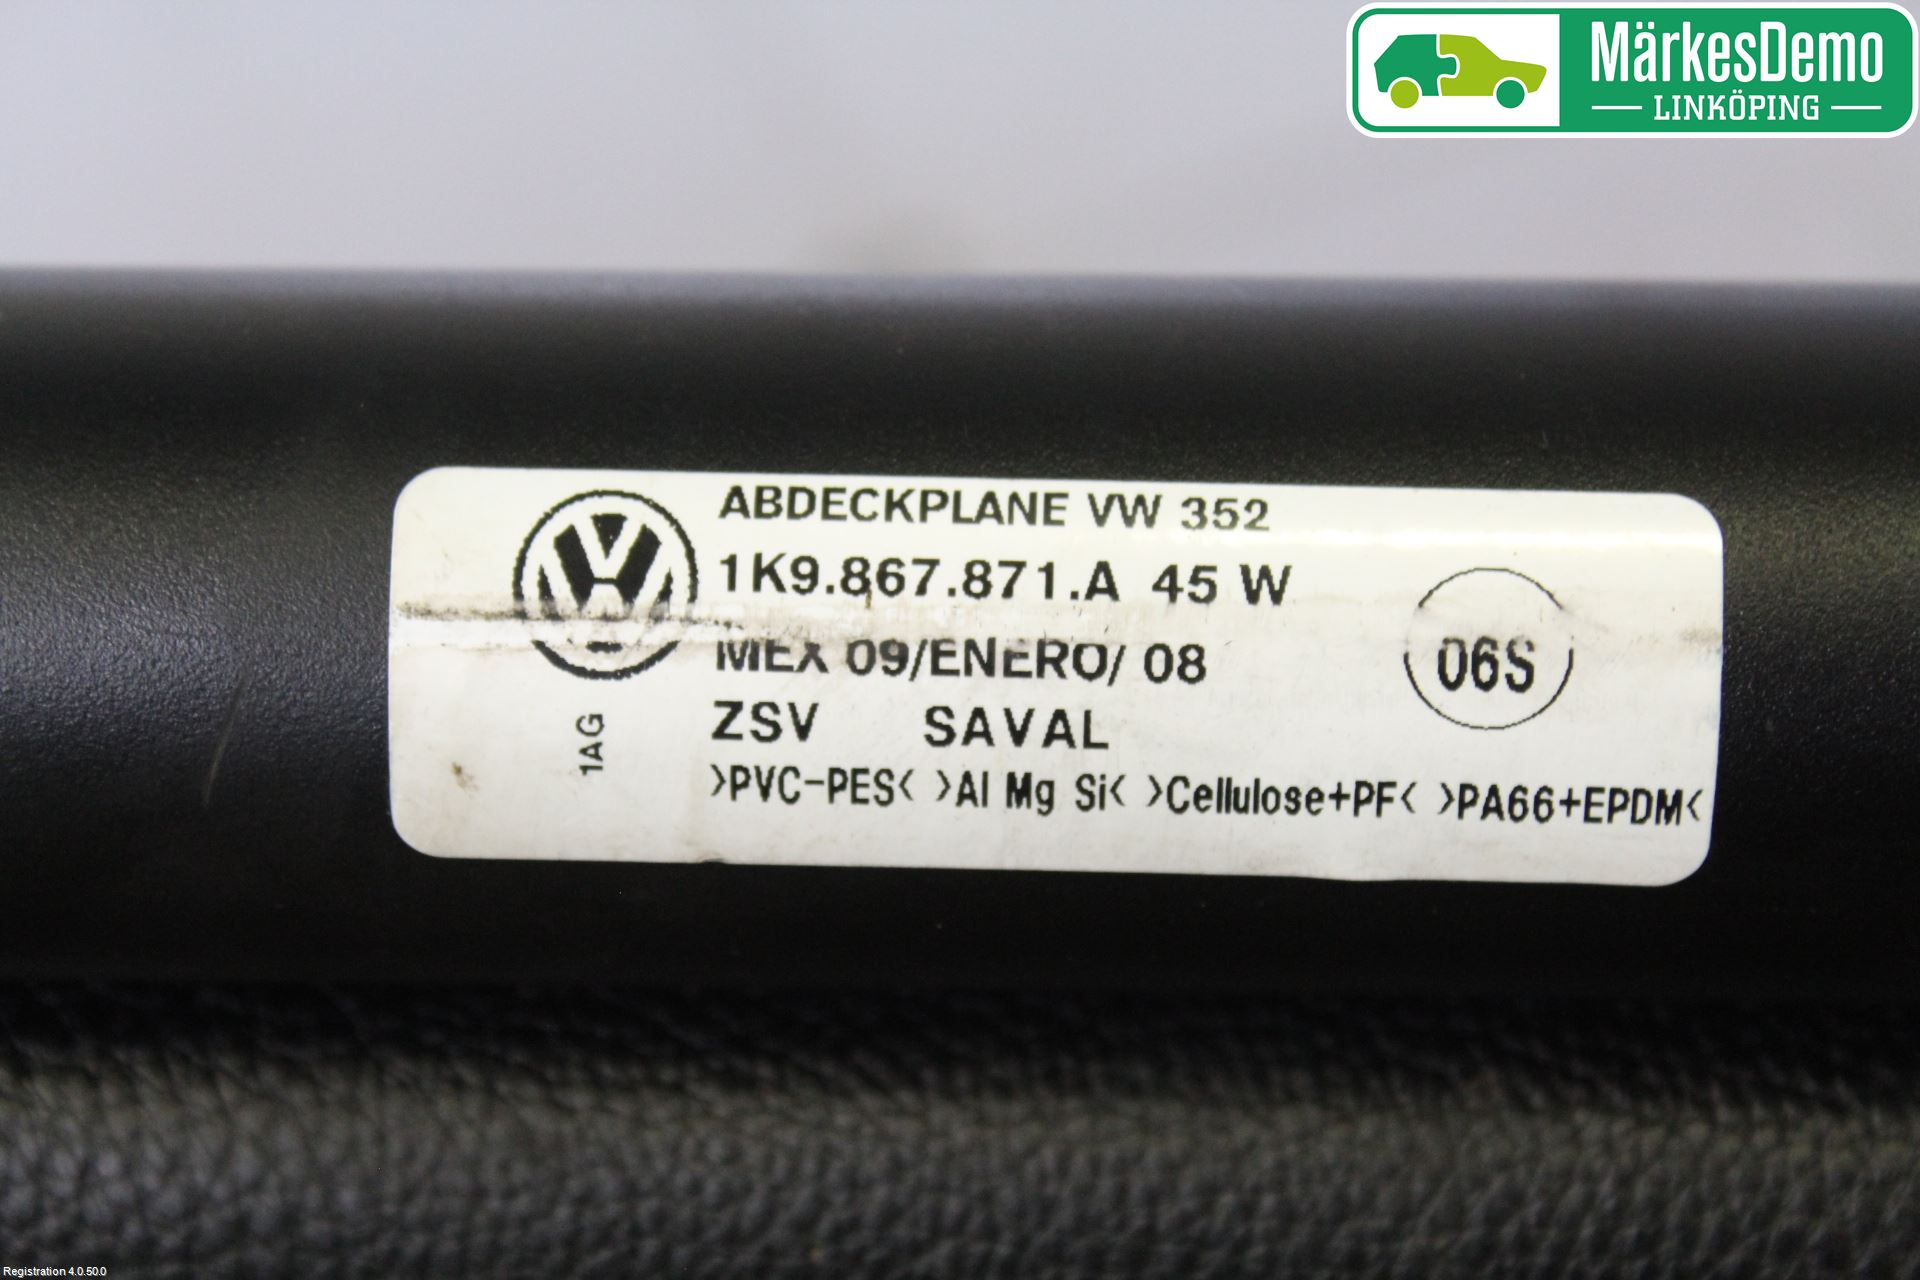 MärkesDemo
LINKÖPING
ABDECKPLANE VW 352
1K9.867.871.A 45 W
MEX 09/ENERO/ 08
06S
ZSV SAVAL
1AG
>PVC-PES< >Al Mg Si< >Cellulose+PF< >PA66+EPDM<
Registration 4.0.50.0